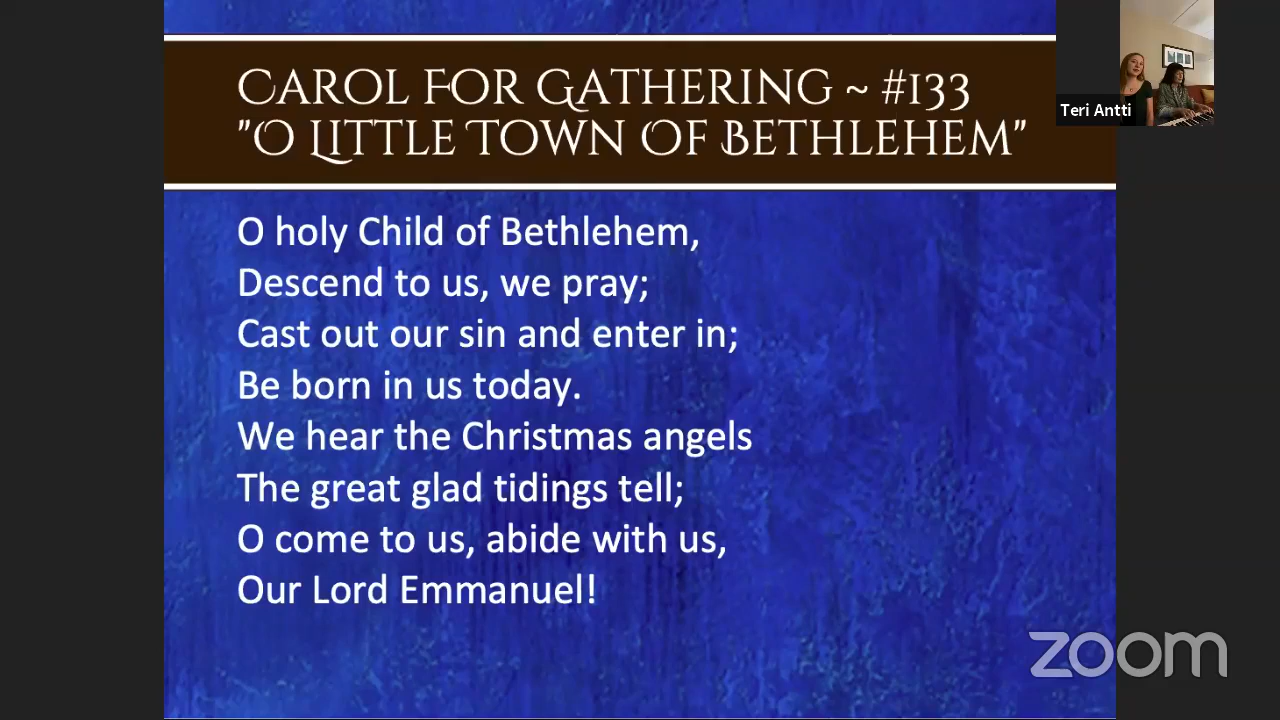 Carol For Gathering ~ #133
"O Little Town Of Bethlehem"
Teri Antti
O holy Child of Bethlehem,
Descend to us, we pray;
Cast out our sin and enter in;
Be born in us today.
We hear the Christmas angels
The great glad tidings tell;
O come to us, abide with us,
Our Lord Emmanuel!
zoom